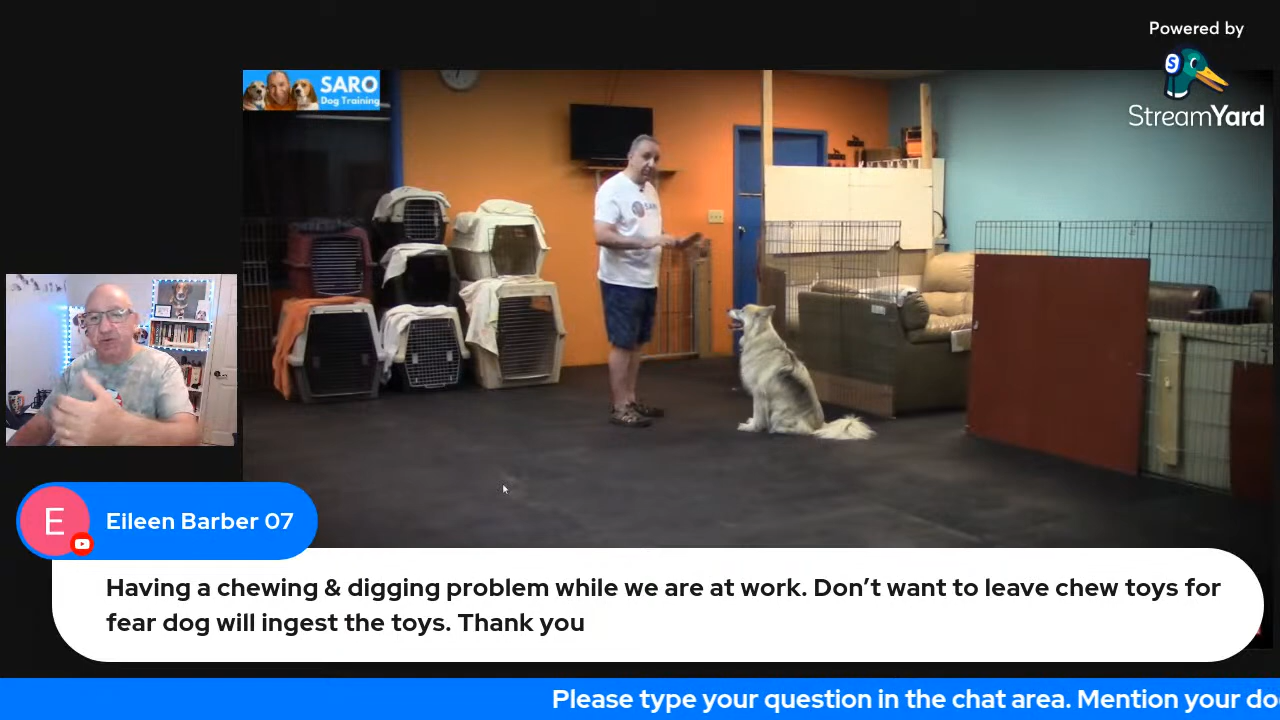 Powered by
StreamYard
SARO
Dog Training
E
Eileen Barber 07
Having a chewing & digging problem while we are at work. Don’t want to leave chew toys for
fear dog will ingest the toys. Thank you
Please type your question in the chat area. Mention your do